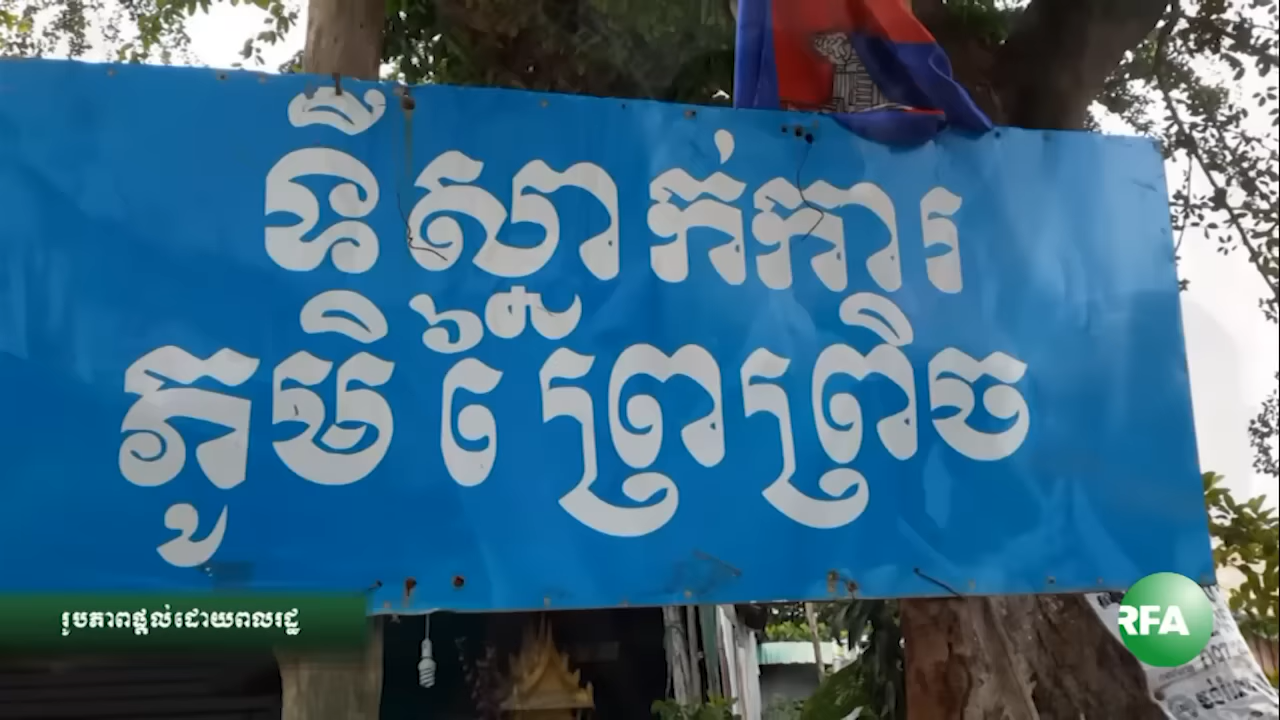 ទីស្នាក់ការ
ភូមិព្រៃព្រិច
រូបភាពផ្ដល់ដោយពលរដ្ឋ
RFA